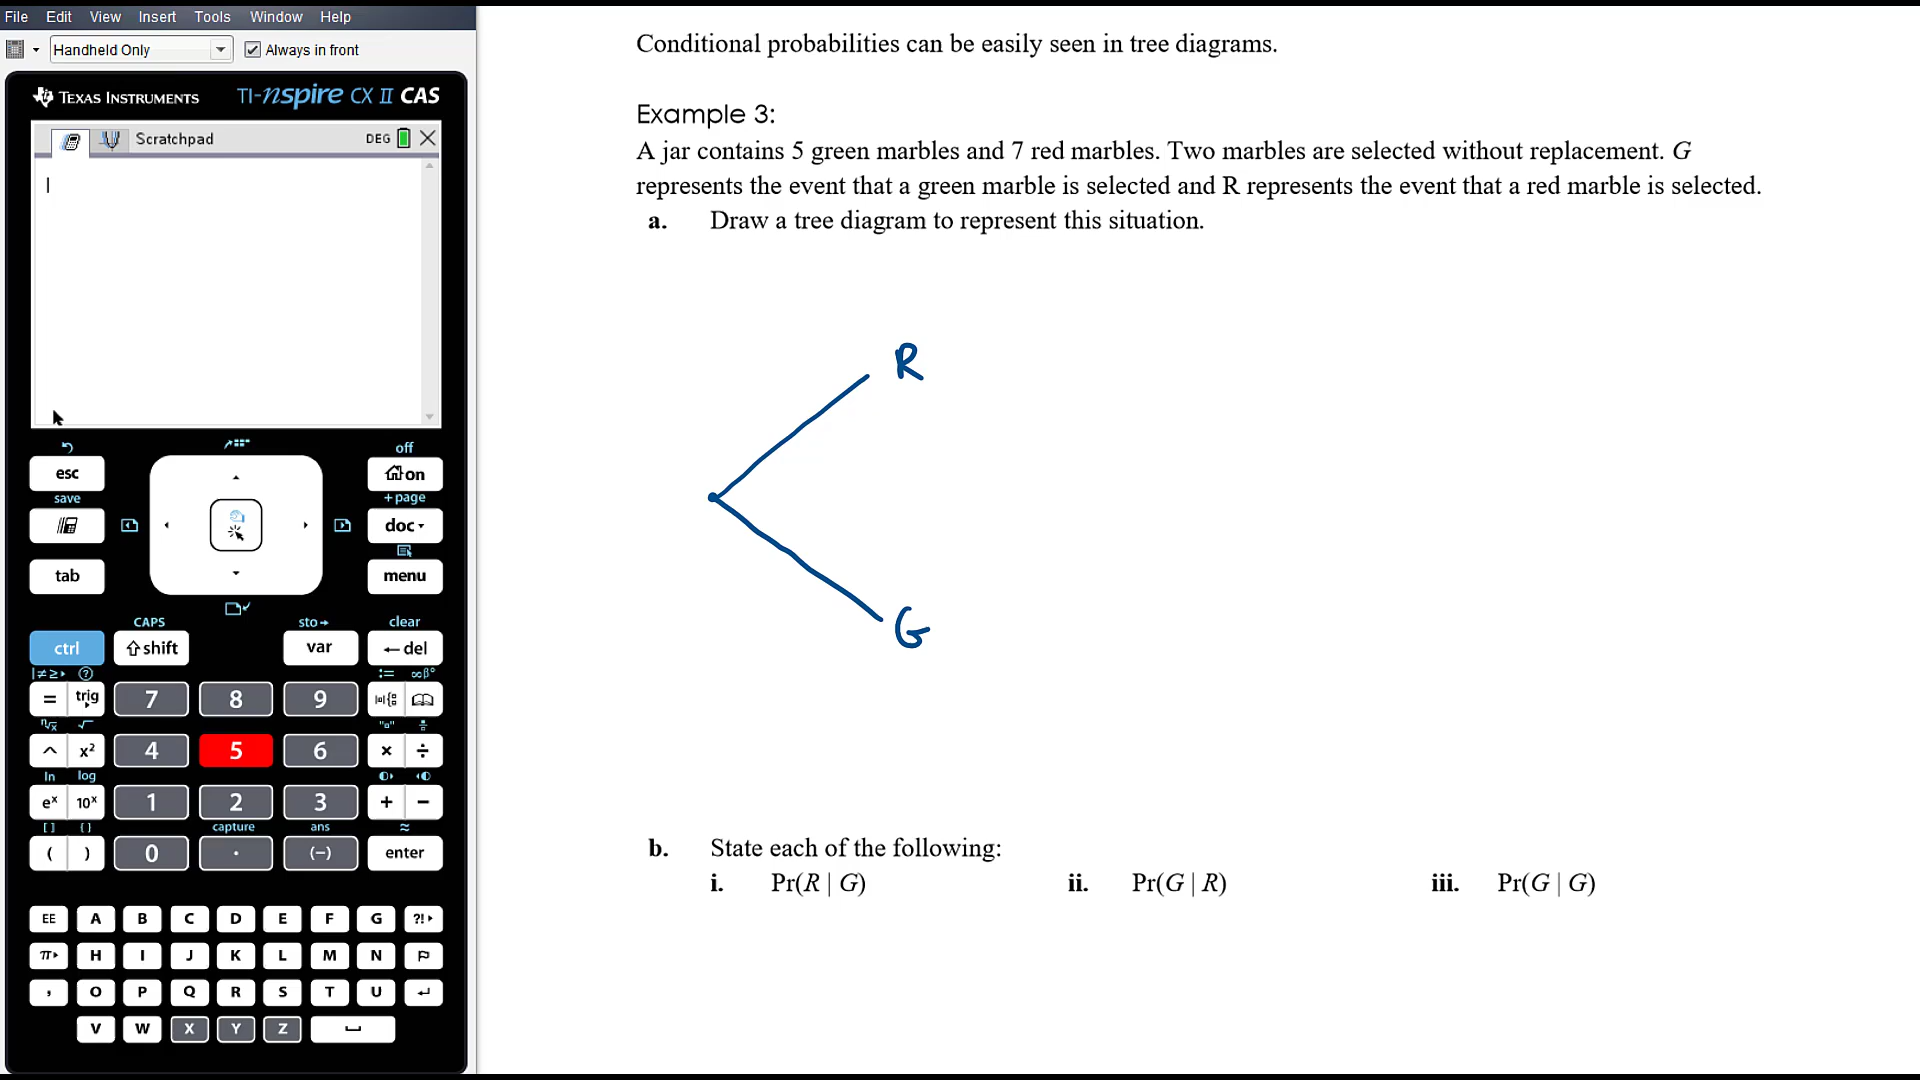 File Edit View Insert Tools Window Help
Handheld Only Always in front
TEXAS INSTRUMENTS TI-nspire CX II CAS
Scratchpad DEG
off
esc on
save +page
doc
tab menu
CAPS sto→ clear
ctrl ⇧shift var ←del
|≠≥▸ ? := ∞β°
= trig 7 8 9
ⁿ√x √ "□"
^ x² 4 5 6 × ÷
ln log
eˣ 10ˣ 1 2 3 + −
[ ] { } capture ans ≈
( ) 0 . (−) enter
EE A B C D E F G ?!▸
π▸ H I J K L M N
, O P Q R S T U ↵
V W X Y Z
Conditional probabilities can be easily seen in tree diagrams.
Example 3:
A jar contains 5 green marbles and 7 red marbles. Two marbles are selected without replacement. G
represents the event that a green marble is selected and R represents the event that a red marble is selected.
a. Draw a tree diagram to represent this situation.
R
G
b. State each of the following:
i. Pr(R | G) ii. Pr(G | R) iii. Pr(G | G)